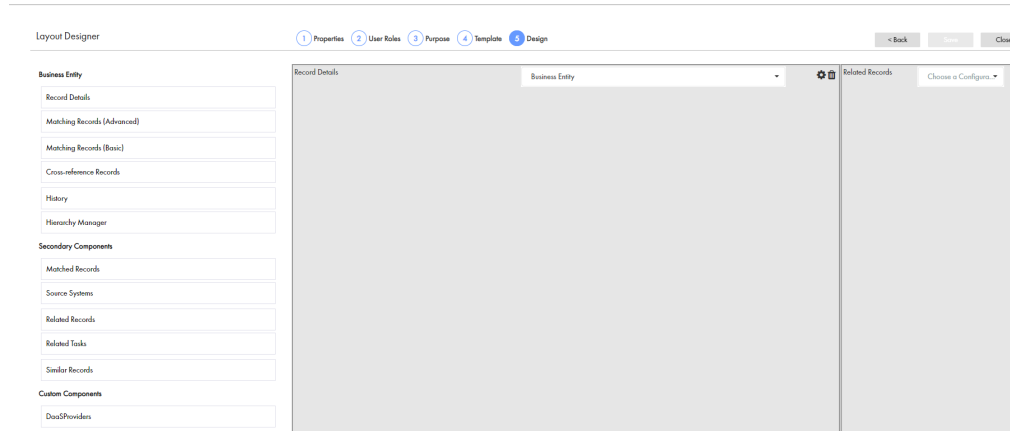 Layout Designer
1 Properties 2 User Roles 3 Purpose 4 Template 5 Design
< Back Save Close
Business Entity
Record Details
Matching Records (Advanced)
Matching Records (Basic)
Cross-reference Records
History
Hierarchy Manager
Secondary Components
Matched Records
Source Systems
Related Records
Related Tasks
Similar Records
Custom Components
DaaSProviders
Record Details
Business Entity
Related Records
Choose a Configura..